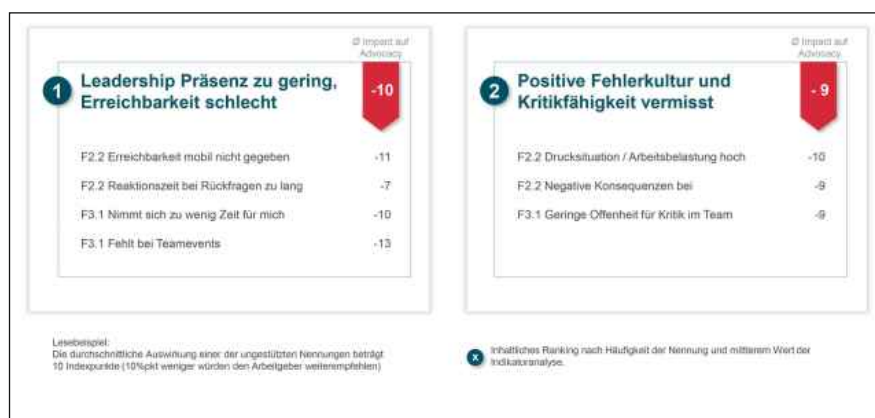 Ø Impact auf
Advocacy
1 Leadership Präsenz zu gering,
Erreichbarkeit schlecht
-10
F2.2 Erreichbarkeit mobil nicht gegeben -11
F2.2 Reaktionszeit bei Rückfragen zu lang -7
F3.1 Nimmt sich zu wenig Zeit für mich -10
F3.1 Fehlt bei Teamevents -13
Ø Impact auf
Advocacy
2 Positive Fehlerkultur und
Kritikfähigkeit vermisst
- 9
F2.2 Drucksituation / Arbeitsbelastung hoch -10
F2.2 Negative Konsequenzen bei -9
F3.1 Geringe Offenheit für Kritik im Team -9
Lesebeispiel:
Die durchschnittliche Auswirkung einer der ungestützten Nennungen beträgt
10 Indexpunkte (10%pkt weniger würden den Arbeitgeber weiterempfehlen)
X Inhaltliches Ranking nach Häufigkeit der Nennung und mittlerem Wert der
Indikatoranalyse.